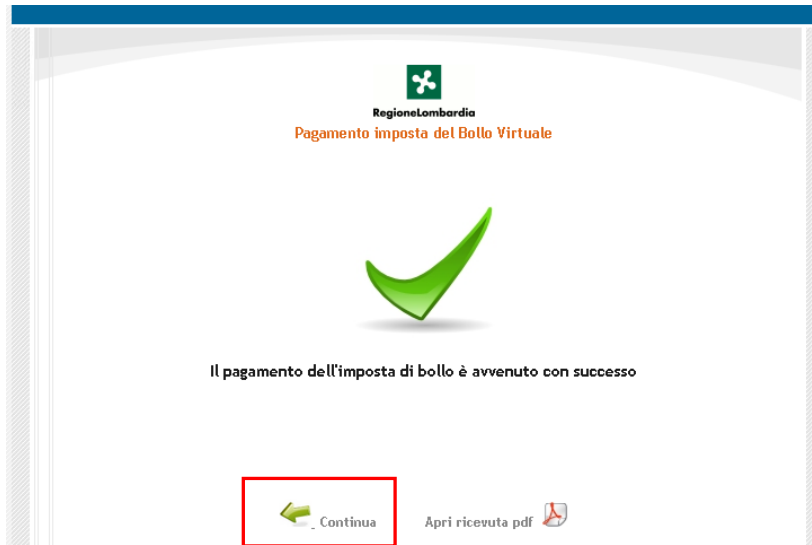 RegioneLombardia
Pagamento imposta del Bollo Virtuale
Il pagamento dell'imposta di bollo è avvenuto con successo
Continua Apri ricevuta pdf